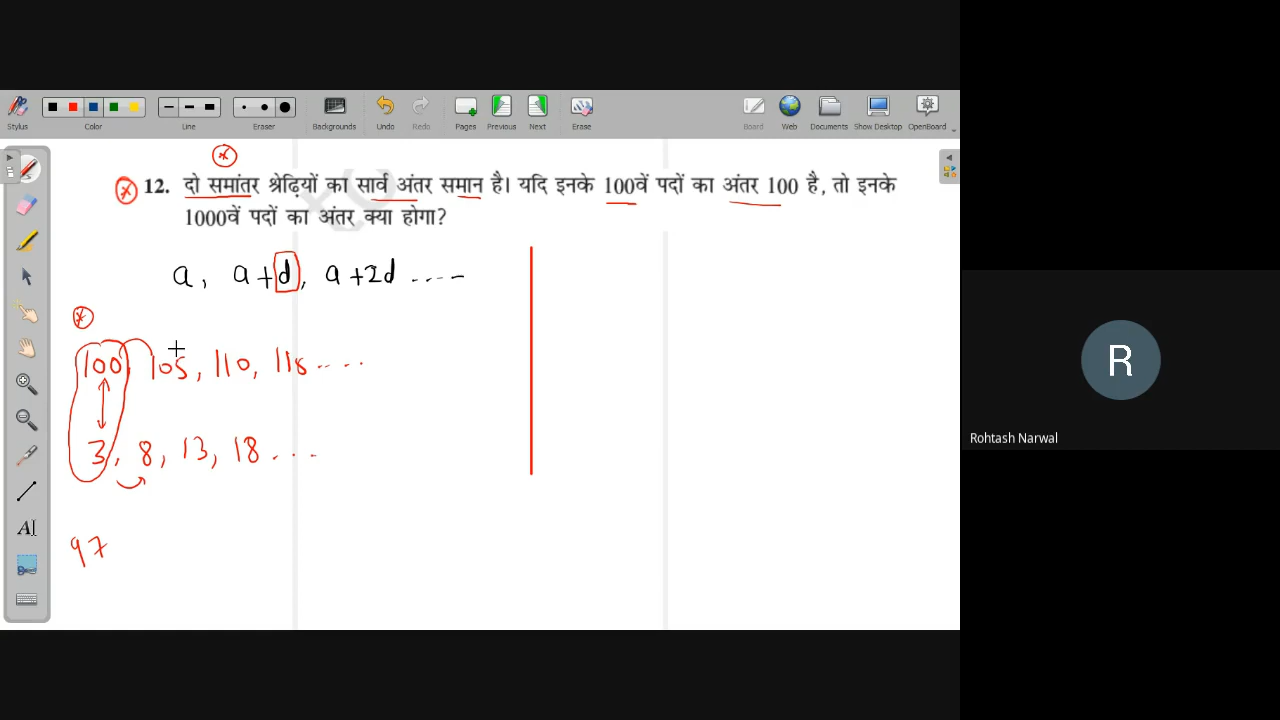 Stylus Color Line Eraser Backgrounds Undo Redo Pages Previous Next Erase Board Web Documents Show Desktop OpenBoard
12. दो समांतर श्रेढ़ियों का सार्व अंतर समान है। यदि इनके 100वें पदों का अंतर 100 है, तो इनके
1000वें पदों का अंतर क्या होगा?
a, a+d, a+2d ....--
100, 105, 110, 115.. ..
3, 8, 13, 18 . . .
97
AI
R
Rohtash Narwal